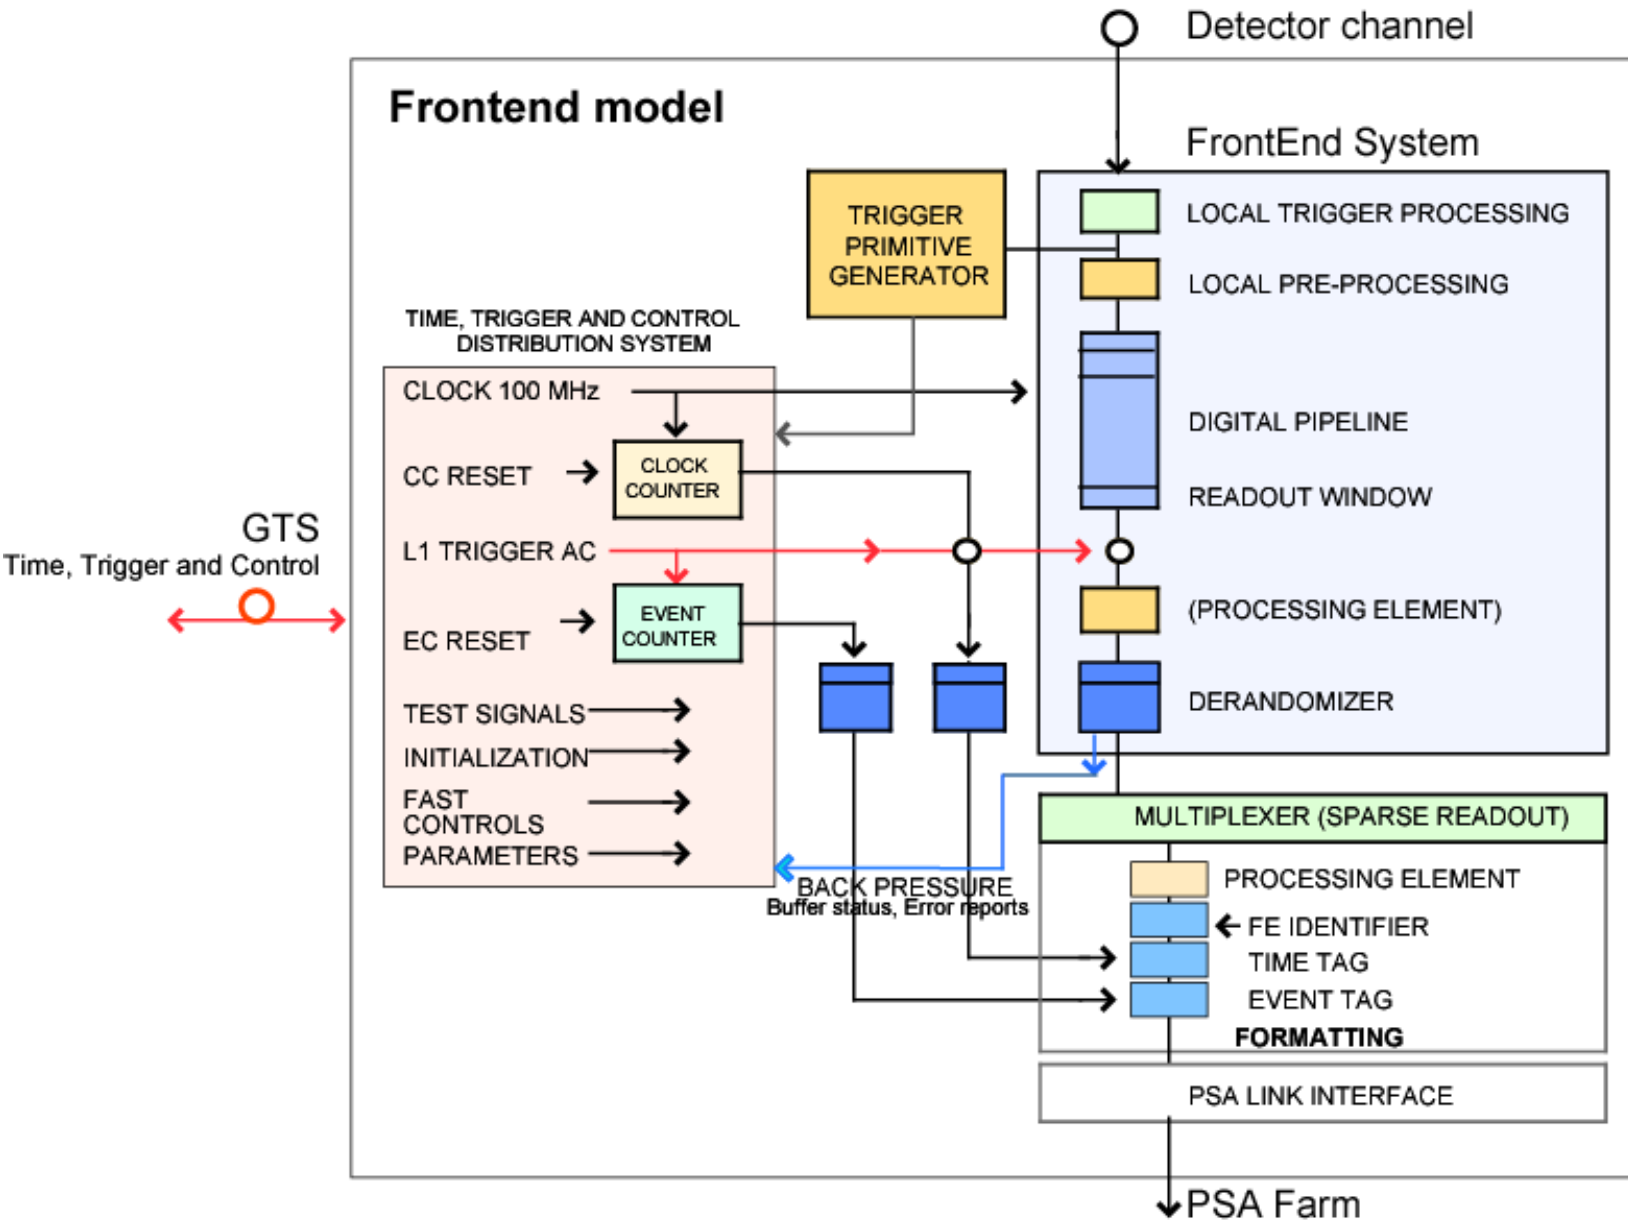 Detector channel
Frontend model
FrontEnd System
TRIGGER
PRIMITIVE
GENERATOR
LOCAL TRIGGER PROCESSING
LOCAL PRE-PROCESSING
TIME, TRIGGER AND CONTROL
DISTRIBUTION SYSTEM
CLOCK 100 MHz
DIGITAL PIPELINE
CC RESET
CLOCK
COUNTER
READOUT WINDOW
GTS
Time, Trigger and Control
L1 TRIGGER AC
EVENT
COUNTER
(PROCESSING ELEMENT)
EC RESET
TEST SIGNALS
DERANDOMIZER
INITIALIZATION
FAST
CONTROLS
PARAMETERS
MULTIPLEXER (SPARSE READOUT)
BACK PRESSURE
Buffer status, Error reports
PROCESSING ELEMENT
FE IDENTIFIER
TIME TAG
EVENT TAG
FORMATTING
PSA LINK INTERFACE
PSA Farm